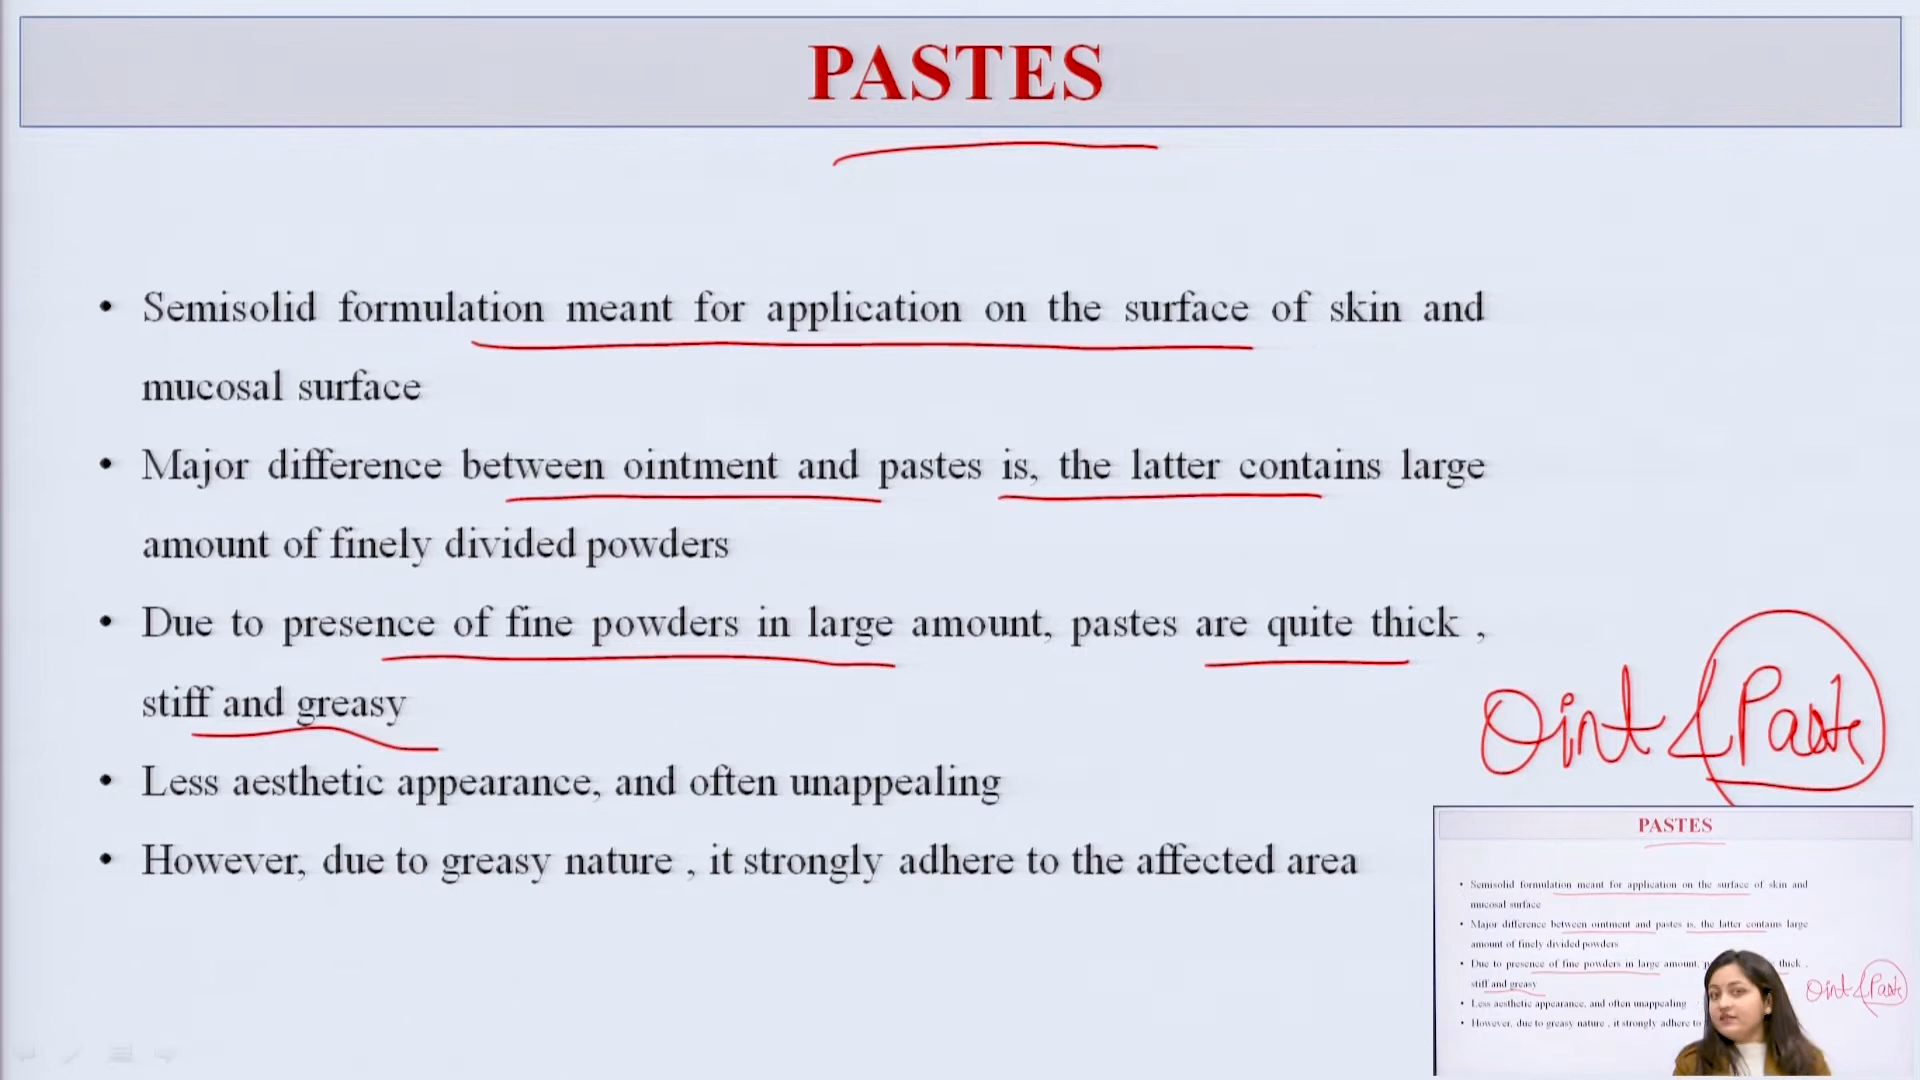 PASTES
• Semisolid formulation meant for application on the surface of skin and
mucosal surface
• Major difference between ointment and pastes is, the latter contains large
amount of finely divided powders
• Due to presence of fine powders in large amount, pastes are quite thick ,
stiff and greasy
• Less aesthetic appearance, and often unappealing
• However, due to greasy nature , it strongly adhere to the affected area
Oint < Paste
PASTES
• Semisolid formulation meant for application on the surface of skin and
mucosal surface
• Major difference between ointment and pastes is, the latter contains large
amount of finely divided powders
• Due to presence of fine powders in large amount, thick ,
stiff and greasy
• Less aesthetic appearance, and often unappealing
• However, due to greasy nature , it strongly adhere to
Oint < Paste